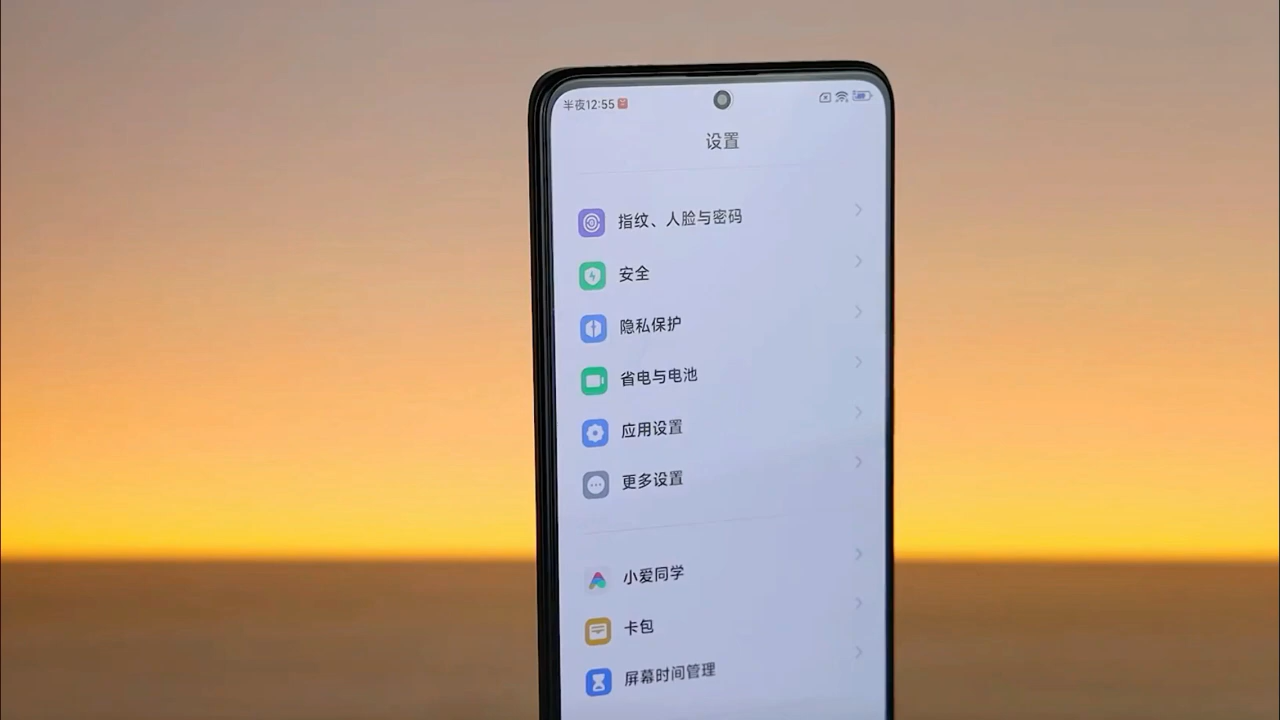 半夜12:55
设置
指纹、人脸与密码
安全
隐私保护
省电与电池
应用设置
更多设置
小爱同学
卡包
屏幕时间管理